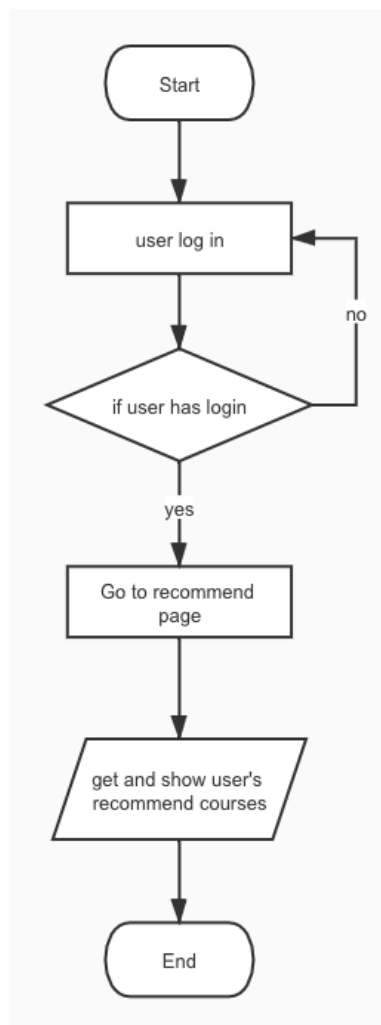 Start
user log in
no
if user has login
yes
Go to recommend
page
get and show user's
recommend courses
End